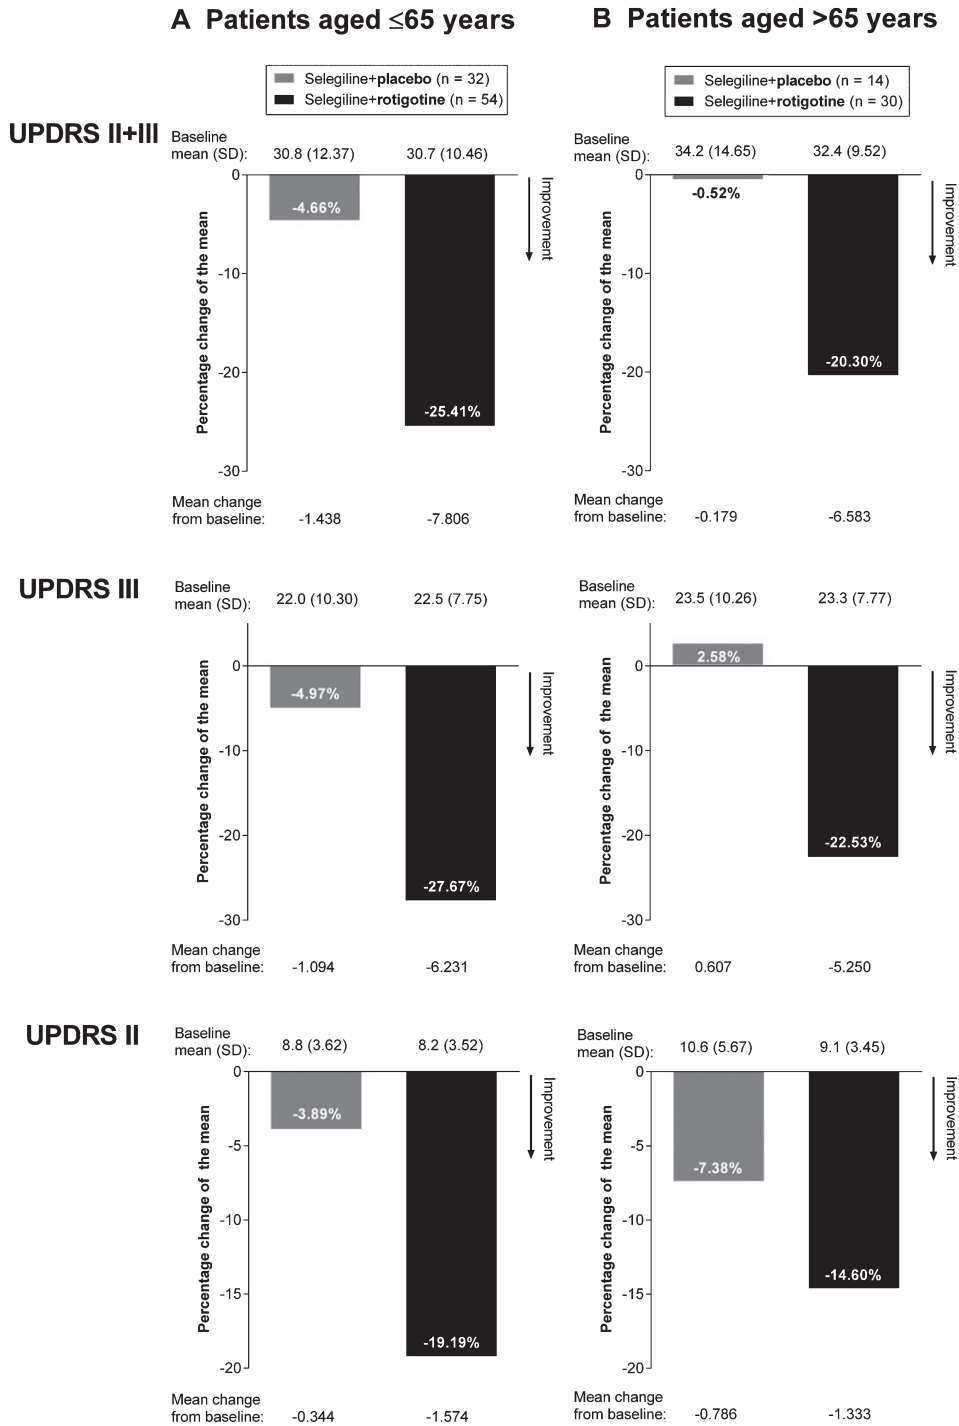 A Patients aged ≤65 years
B Patients aged >65 years
Selegiline+placebo (n = 32)
Selegiline+rotigotine (n = 54)
Selegiline+placebo (n = 14)
Selegiline+rotigotine (n = 30)
UPDRS II+III
Baseline
mean (SD):
30.8 (12.37)
30.7 (10.46)
0
-10
-20
-30
Percentage change of the mean
-4.66%
-25.41%
Improvement
Mean change
from baseline:
-1.438
-7.806
Baseline
mean (SD):
34.2 (14.65)
32.4 (9.52)
0
-10
-20
-30
Percentage change of the mean
-0.52%
-20.30%
Improvement
Mean change
from baseline:
-0.179
-6.583
UPDRS III
Baseline
mean (SD):
22.0 (10.30)
22.5 (7.75)
0
-10
-20
-30
Percentage change of the mean
-4.97%
-27.67%
Improvement
Mean change
from baseline:
-1.094
-6.231
Baseline
mean (SD):
23.5 (10.26)
23.3 (7.77)
0
-10
-20
-30
Percentage change of the mean
2.58%
-22.53%
Improvement
Mean change
from baseline:
0.607
-5.250
UPDRS II
Baseline
mean (SD):
8.8 (3.62)
8.2 (3.52)
0
-5
-10
-15
-20
Percentage change of the mean
-3.89%
-19.19%
Improvement
Mean change
from baseline:
-0.344
-1.574
Baseline
mean (SD):
10.6 (5.67)
9.1 (3.45)
0
-5
-10
-15
-20
Percentage change of the mean
-7.38%
-14.60%
Improvement
Mean change
from baseline:
-0.786
-1.333